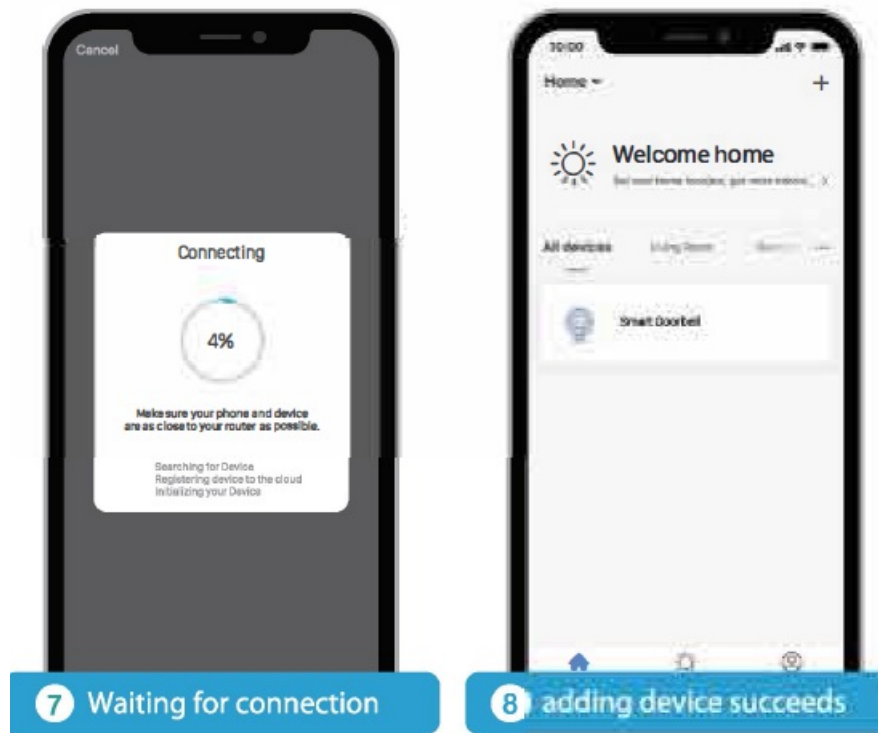 Cancel
Connecting
4%
Make sure your phone and device
are as close to your router as possible.
Searching for Device
Registering device to the cloud
Initializing your Device
7 Waiting for connection
10:00
Home
+
Welcome home
All devices
Living Room
Smart Doorbell
8 adding device succeeds